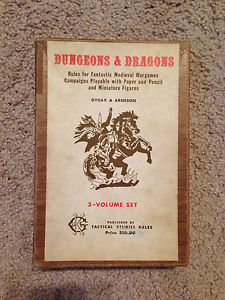 DUNGEONS & DRAGONS
Rules for Fantastic Medieval Wargames
Campaigns Playable with Paper and Pencil
and Miniature Figures
GYGAX & ARNESON
3-VOLUME SET
PUBLISHED BY
TACTICAL STUDIES RULES
Price $10.00